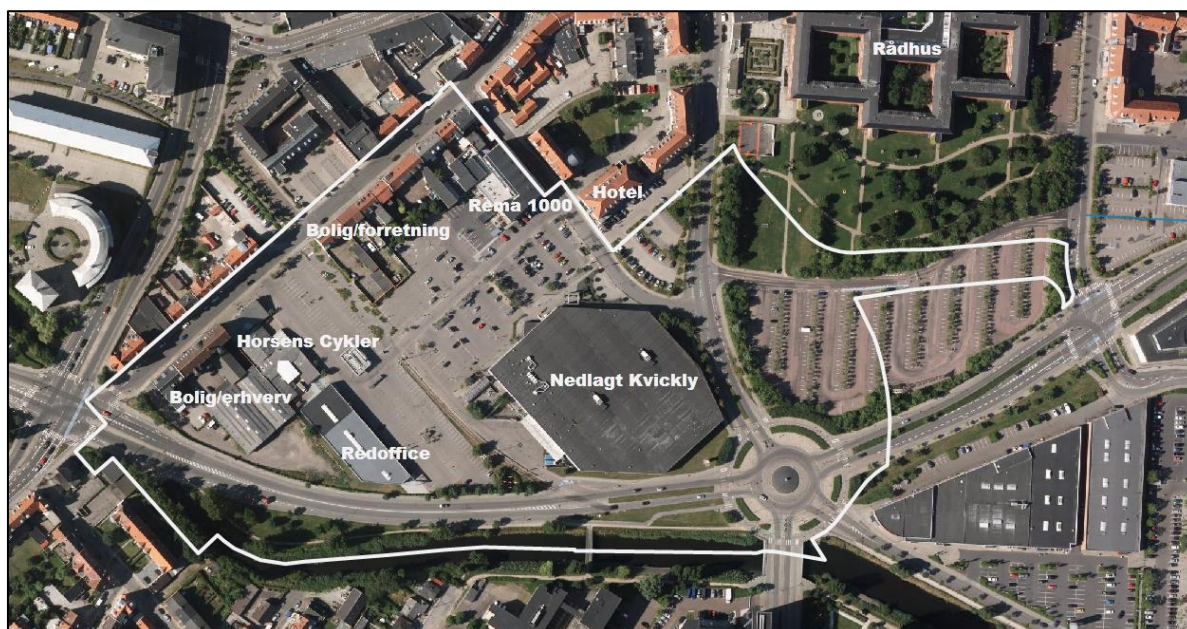 Rådhus
Hotel
Rema 1000
Bolig/forretning
Horsens Cykler
Nedlagt Kvickly
Bolig/erhverv
Redoffice